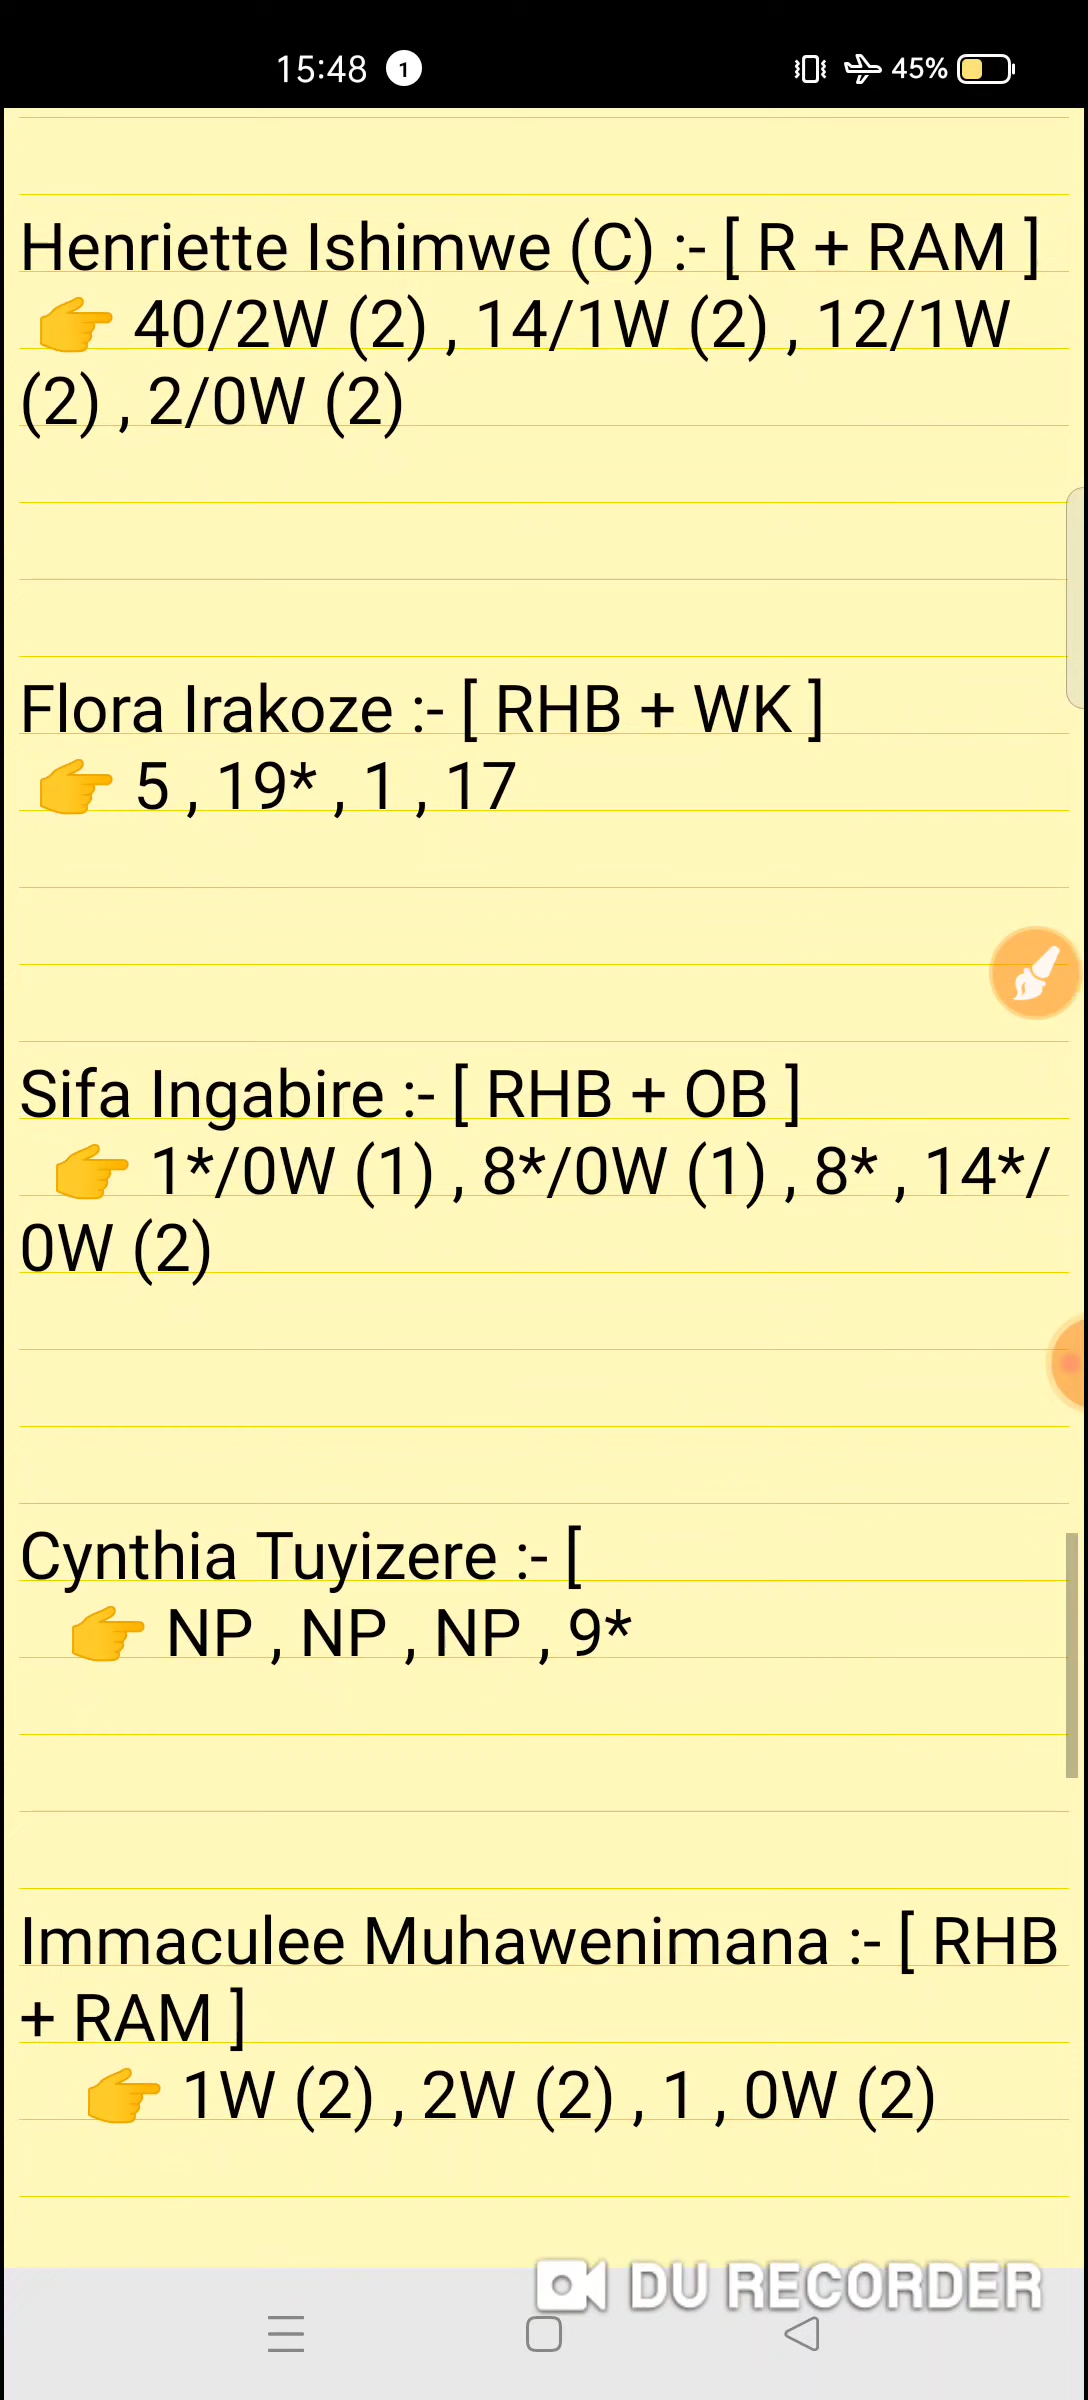 15:48 1 45%
Henriette Ishimwe (C) :- [ R + RAM ]
👉 40/2W (2) , 14/1W (2) , 12/1W
(2) , 2/0W (2)
Flora Irakoze :- [ RHB + WK ]
👉 5 , 19* , 1 , 17
Sifa Ingabire :- [ RHB + OB ]
👉 1*/0W (1) , 8*/0W (1) , 8* , 14*/
0W (2)
Cynthia Tuyizere :- [
👉 NP , NP , NP , 9*
Immaculee Muhawenimana :- [ RHB
+ RAM ]
👉 1W (2) , 2W (2) , 1 , 0W (2)
DU RECORDER